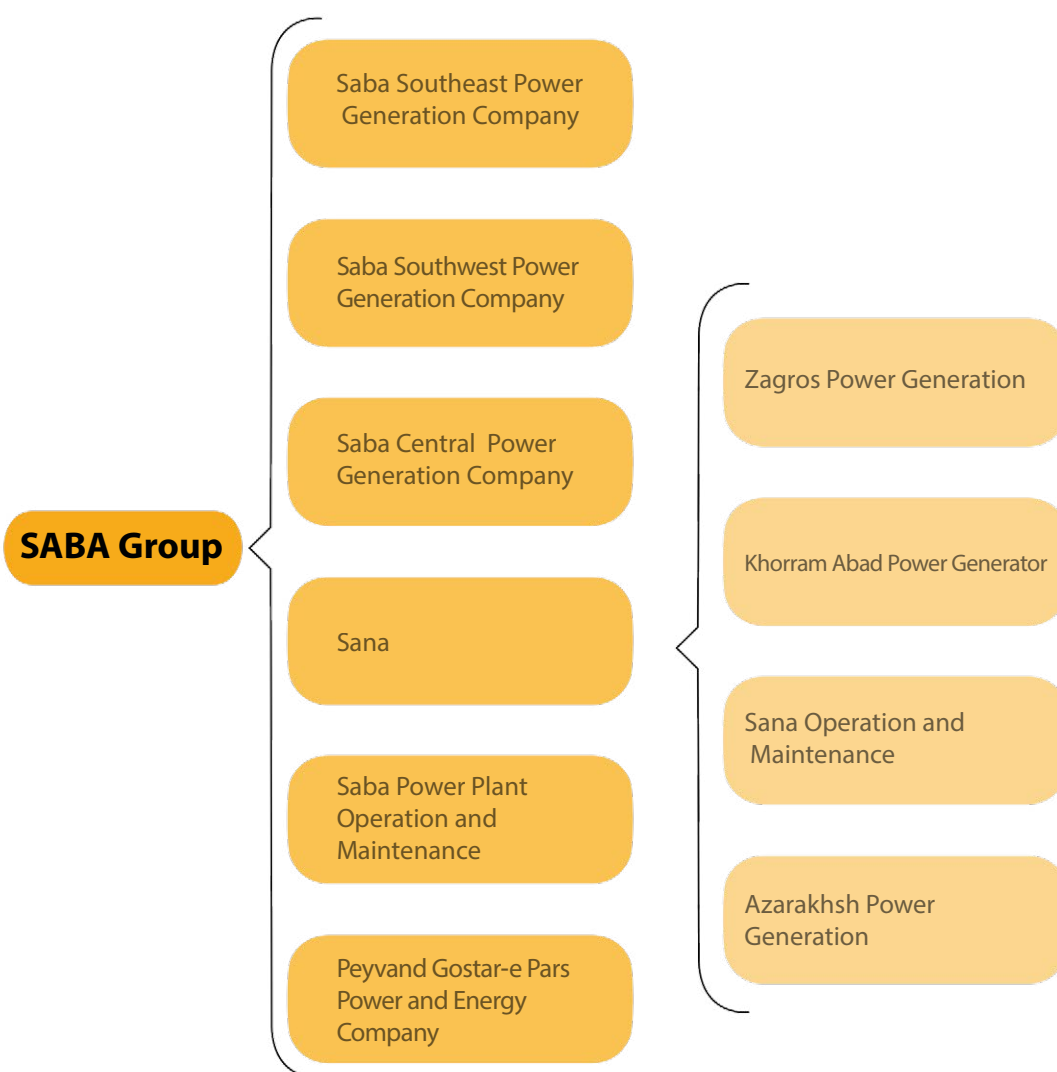 SABA Group
Saba Southeast Power
Generation Company
Saba Southwest Power
Generation Company
Saba Central Power
Generation Company
Sana
Saba Power Plant
Operation and
Maintenance
Peyvand Gostar-e Pars
Power and Energy
Company
Zagros Power Generation
Khorram Abad Power Generator
Sana Operation and
Maintenance
Azarakhsh Power
Generation